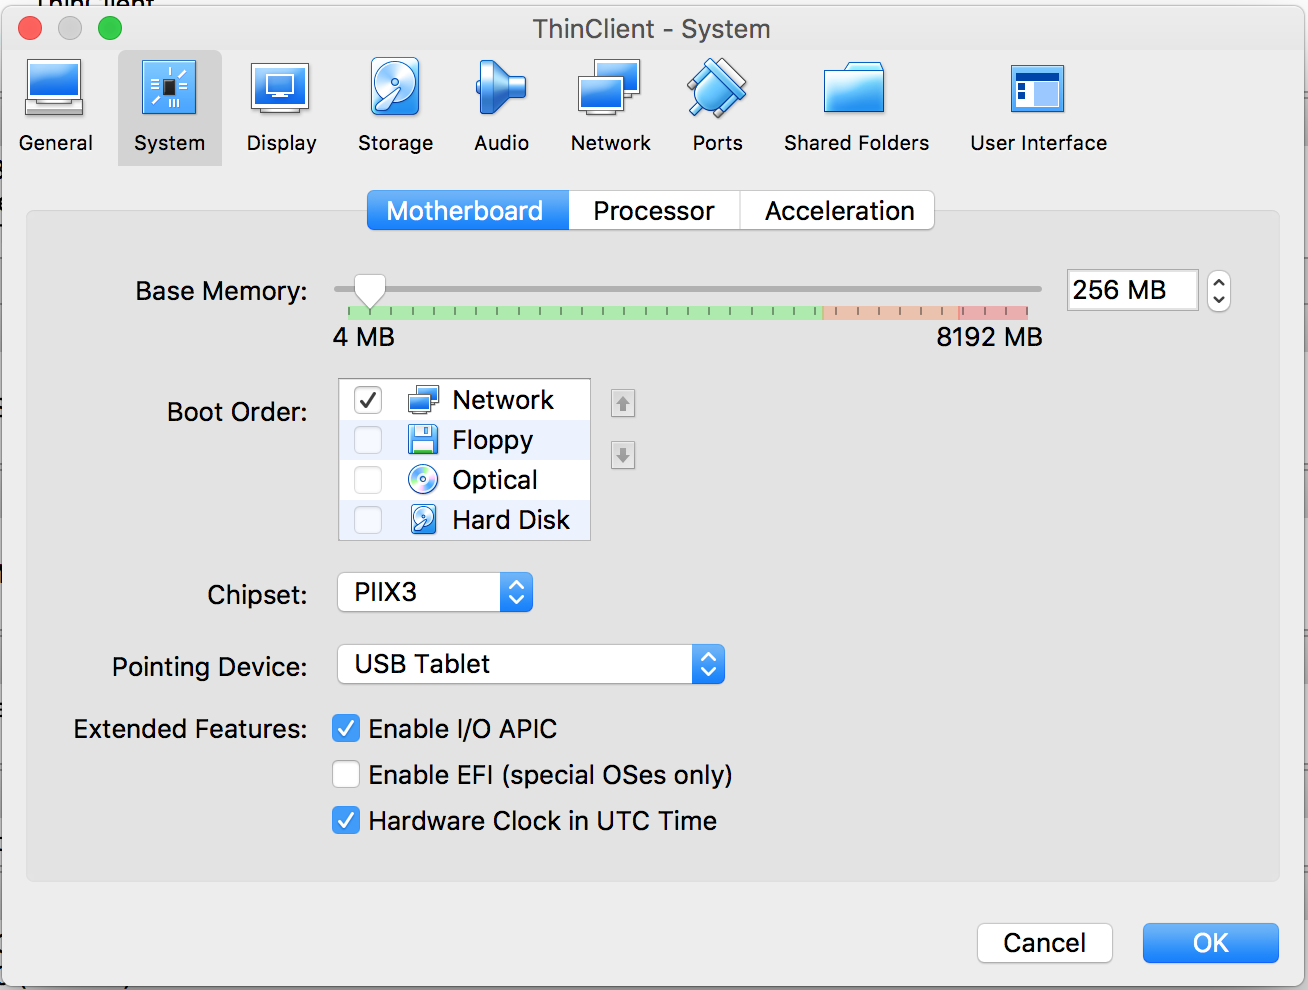 ThinClient - System
General System Display Storage Audio Network Ports Shared Folders User Interface
Motherboard Processor Acceleration
Base Memory: 256 MB
4 MB 8192 MB
Boot Order:
Network
Floppy
Optical
Hard Disk
Chipset: PIIX3
Pointing Device: USB Tablet
Extended Features: Enable I/O APIC
Enable EFI (special OSes only)
Hardware Clock in UTC Time
Cancel OK